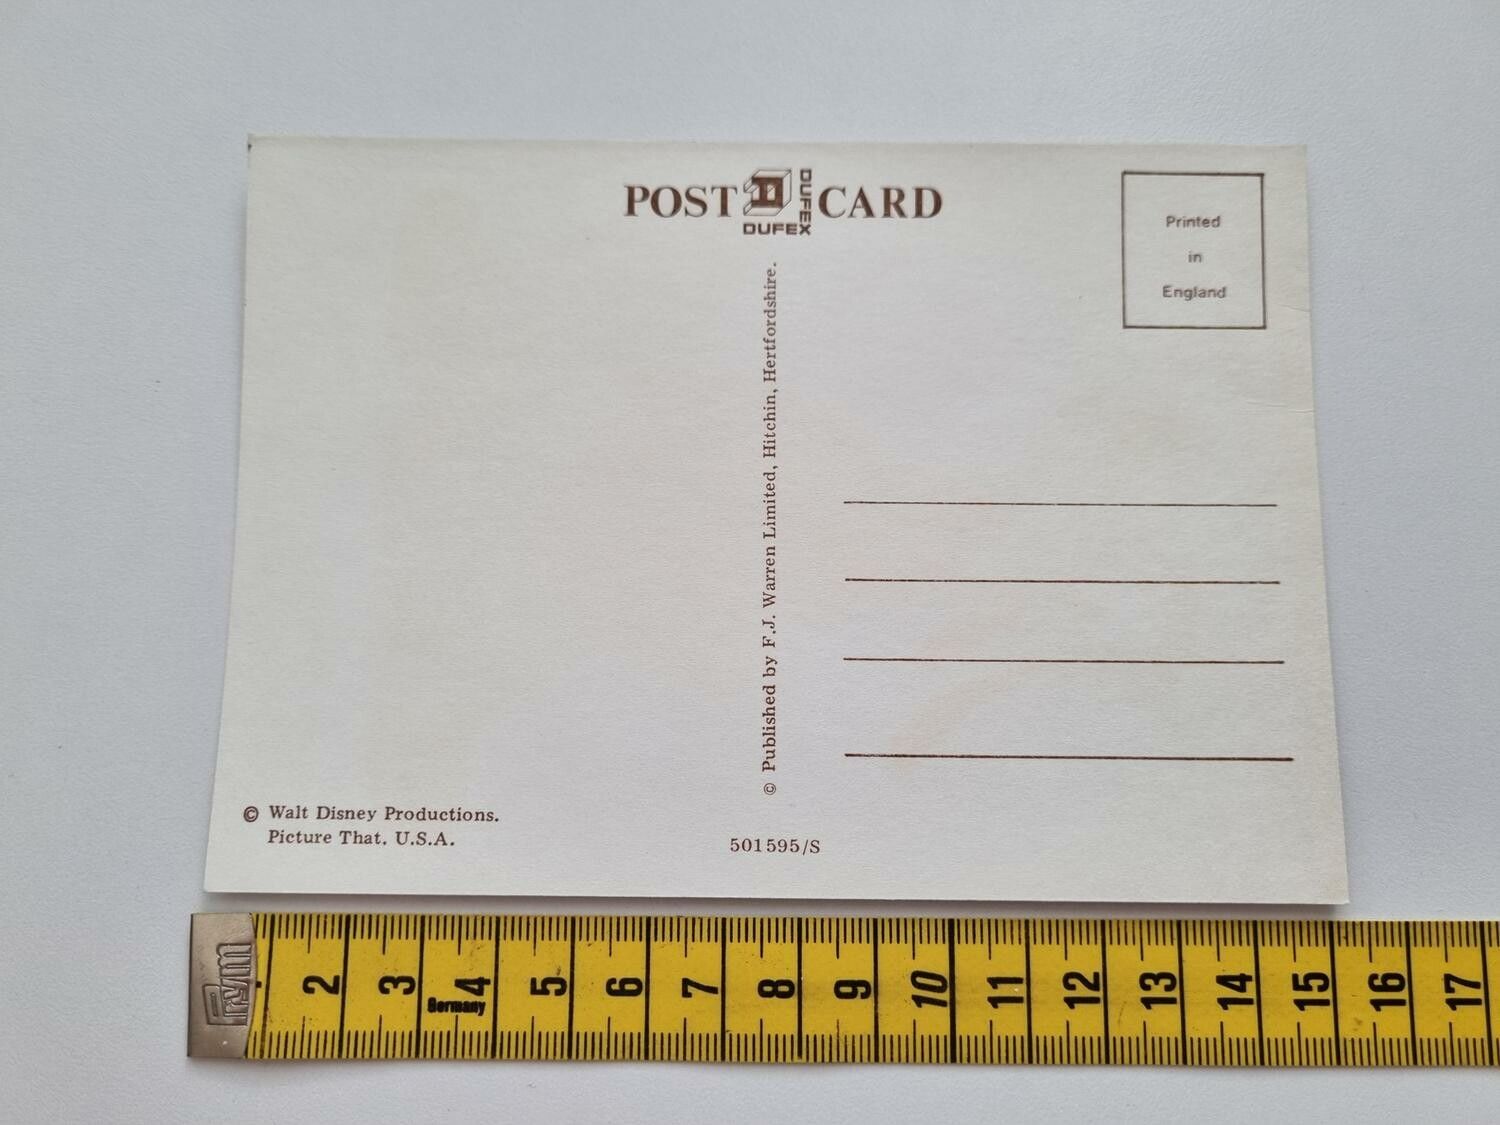 POST DUFEX DUFEX CARD
Printed
in
England
© Published by F.J. Warren Limited, Hitchin, Hertfordshire.
© Walt Disney Productions.
Picture That. U.S.A.
501595/S
Prym
2 3 4 5 6 7 8 9 10 11 12 13 14 15 16 17
Germany